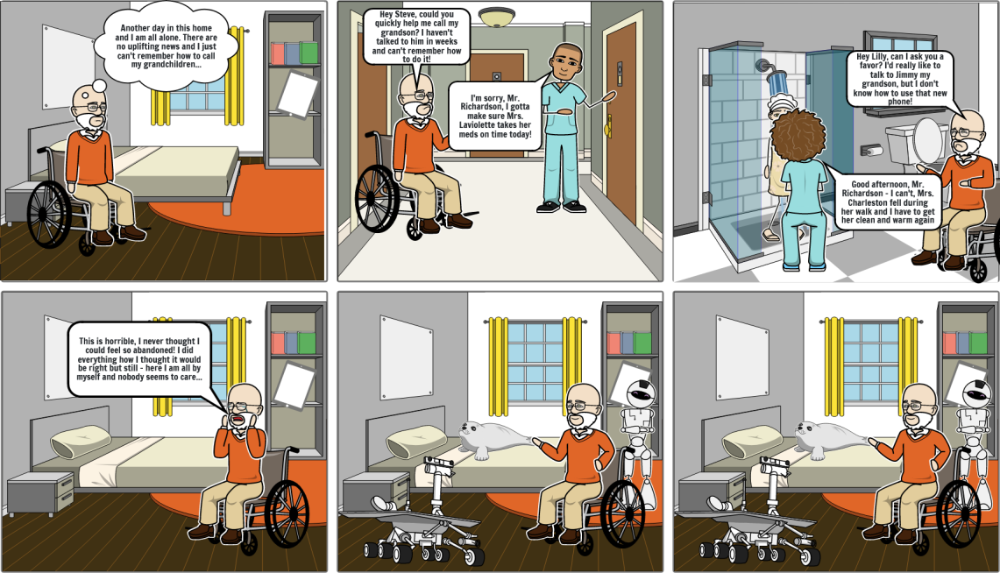 Another day in this home
and I am all alone. There are
no uplifting news and I just
can't remember how to call
my grandchildren...
Hey Steve, could you
quickly help me call my
grandson? I haven't
talked to him in weeks
and can't remember how
to do it!
I'm sorry, Mr.
Richardson, I gotta
make sure Mrs.
Laviolette takes her
meds on time today!
Hey Lilly, can I ask you a
favor? I'd really like to
talk to Jimmy my
grandson, but I don't
know how to use that new
phone!
Good afternoon, Mr.
Richardson - I can't, Mrs.
Charleston fell during
her walk and I have to get
her clean and warm again
This is horrible, I never thought I
could feel so abandoned! I did
everything how I thought it would
be right but still - here I am all by
myself and nobody seems to care...